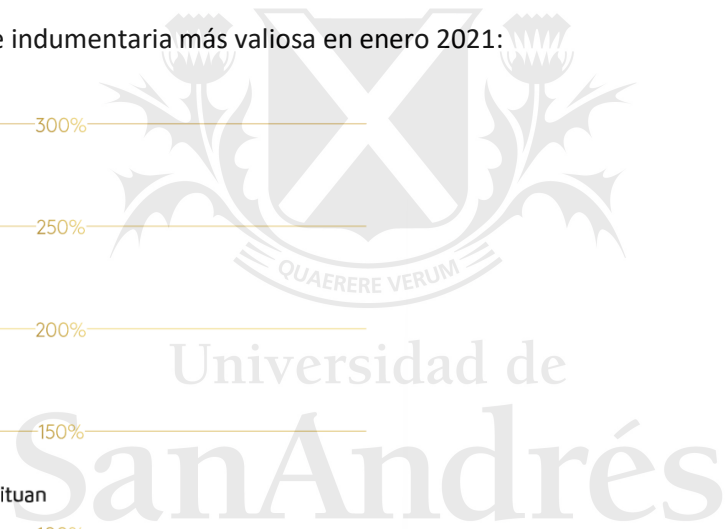 e indumentaria más valiosa en enero 2021:
300%
250%
QUAERERE VERUM
200%
Universidad de
150%
SanAndrés
ituan